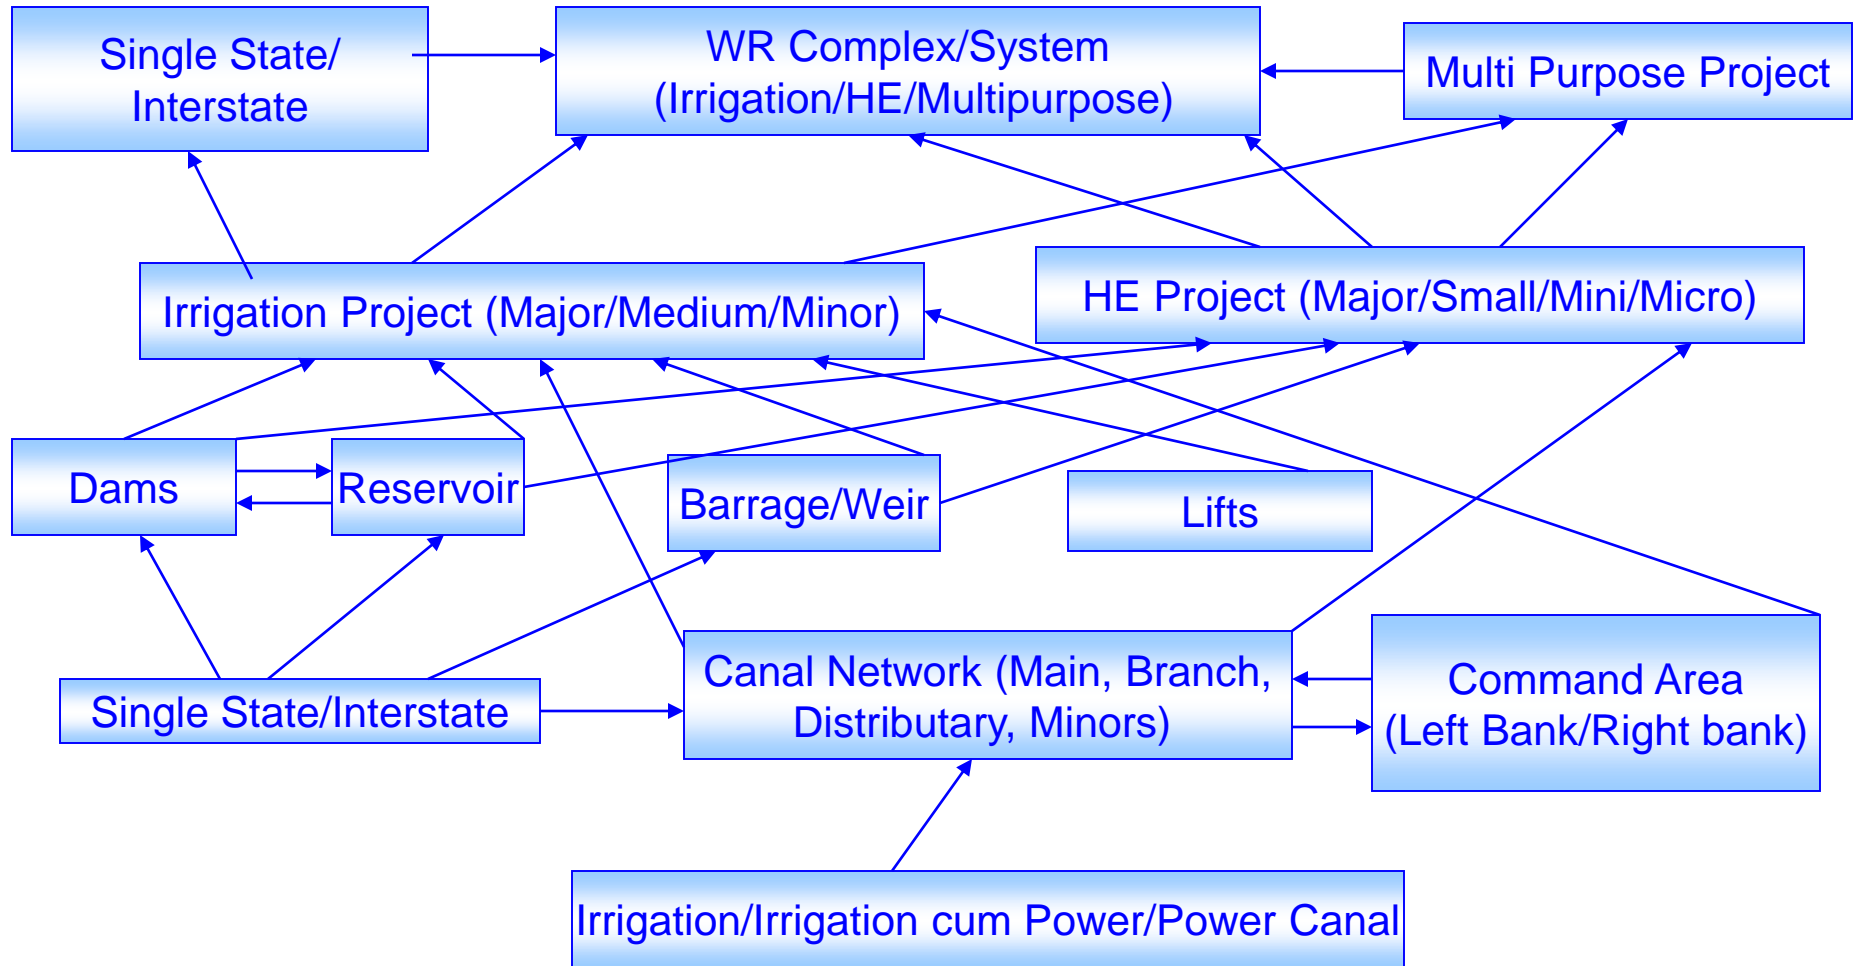 Single State/
Interstate
WR Complex/System
(Irrigation/HE/Multipurpose)
Multi Purpose Project
Irrigation Project (Major/Medium/Minor)
HE Project (Major/Small/Mini/Micro)
Dams
Reservoir
Barrage/Weir
Lifts
Single State/Interstate
Canal Network (Main, Branch,
Distributary, Minors)
Command Area
(Left Bank/Right bank)
Irrigation/Irrigation cum Power/Power Canal